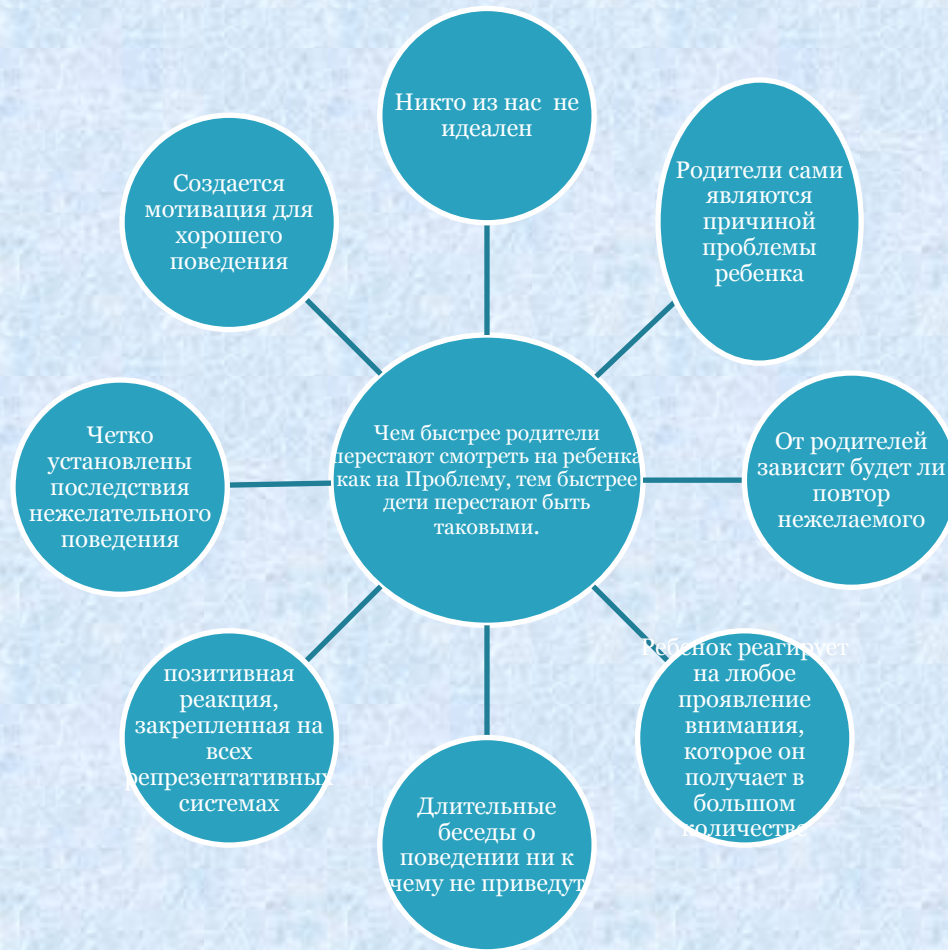 Никто из нас не
идеален
Родители сами
являются
причиной
проблемы
ребенка
От родителей
зависит будет ли
повтор
нежелаемого
Ребенок реагирует
на любое
проявление
внимания,
которое он
получает в
большом
количестве
Длительные
беседы о
поведении ни к
чему не приведут
позитивная
реакция,
закрепленная на
всех
репрезентативных
системах
Четко
установлены
последствия
нежелательного
поведения
Создается
мотивация для
хорошего
поведения
Чем быстрее родители
перестают смотреть на ребенка
как на Проблему, тем быстрее
дети перестают быть
таковыми.